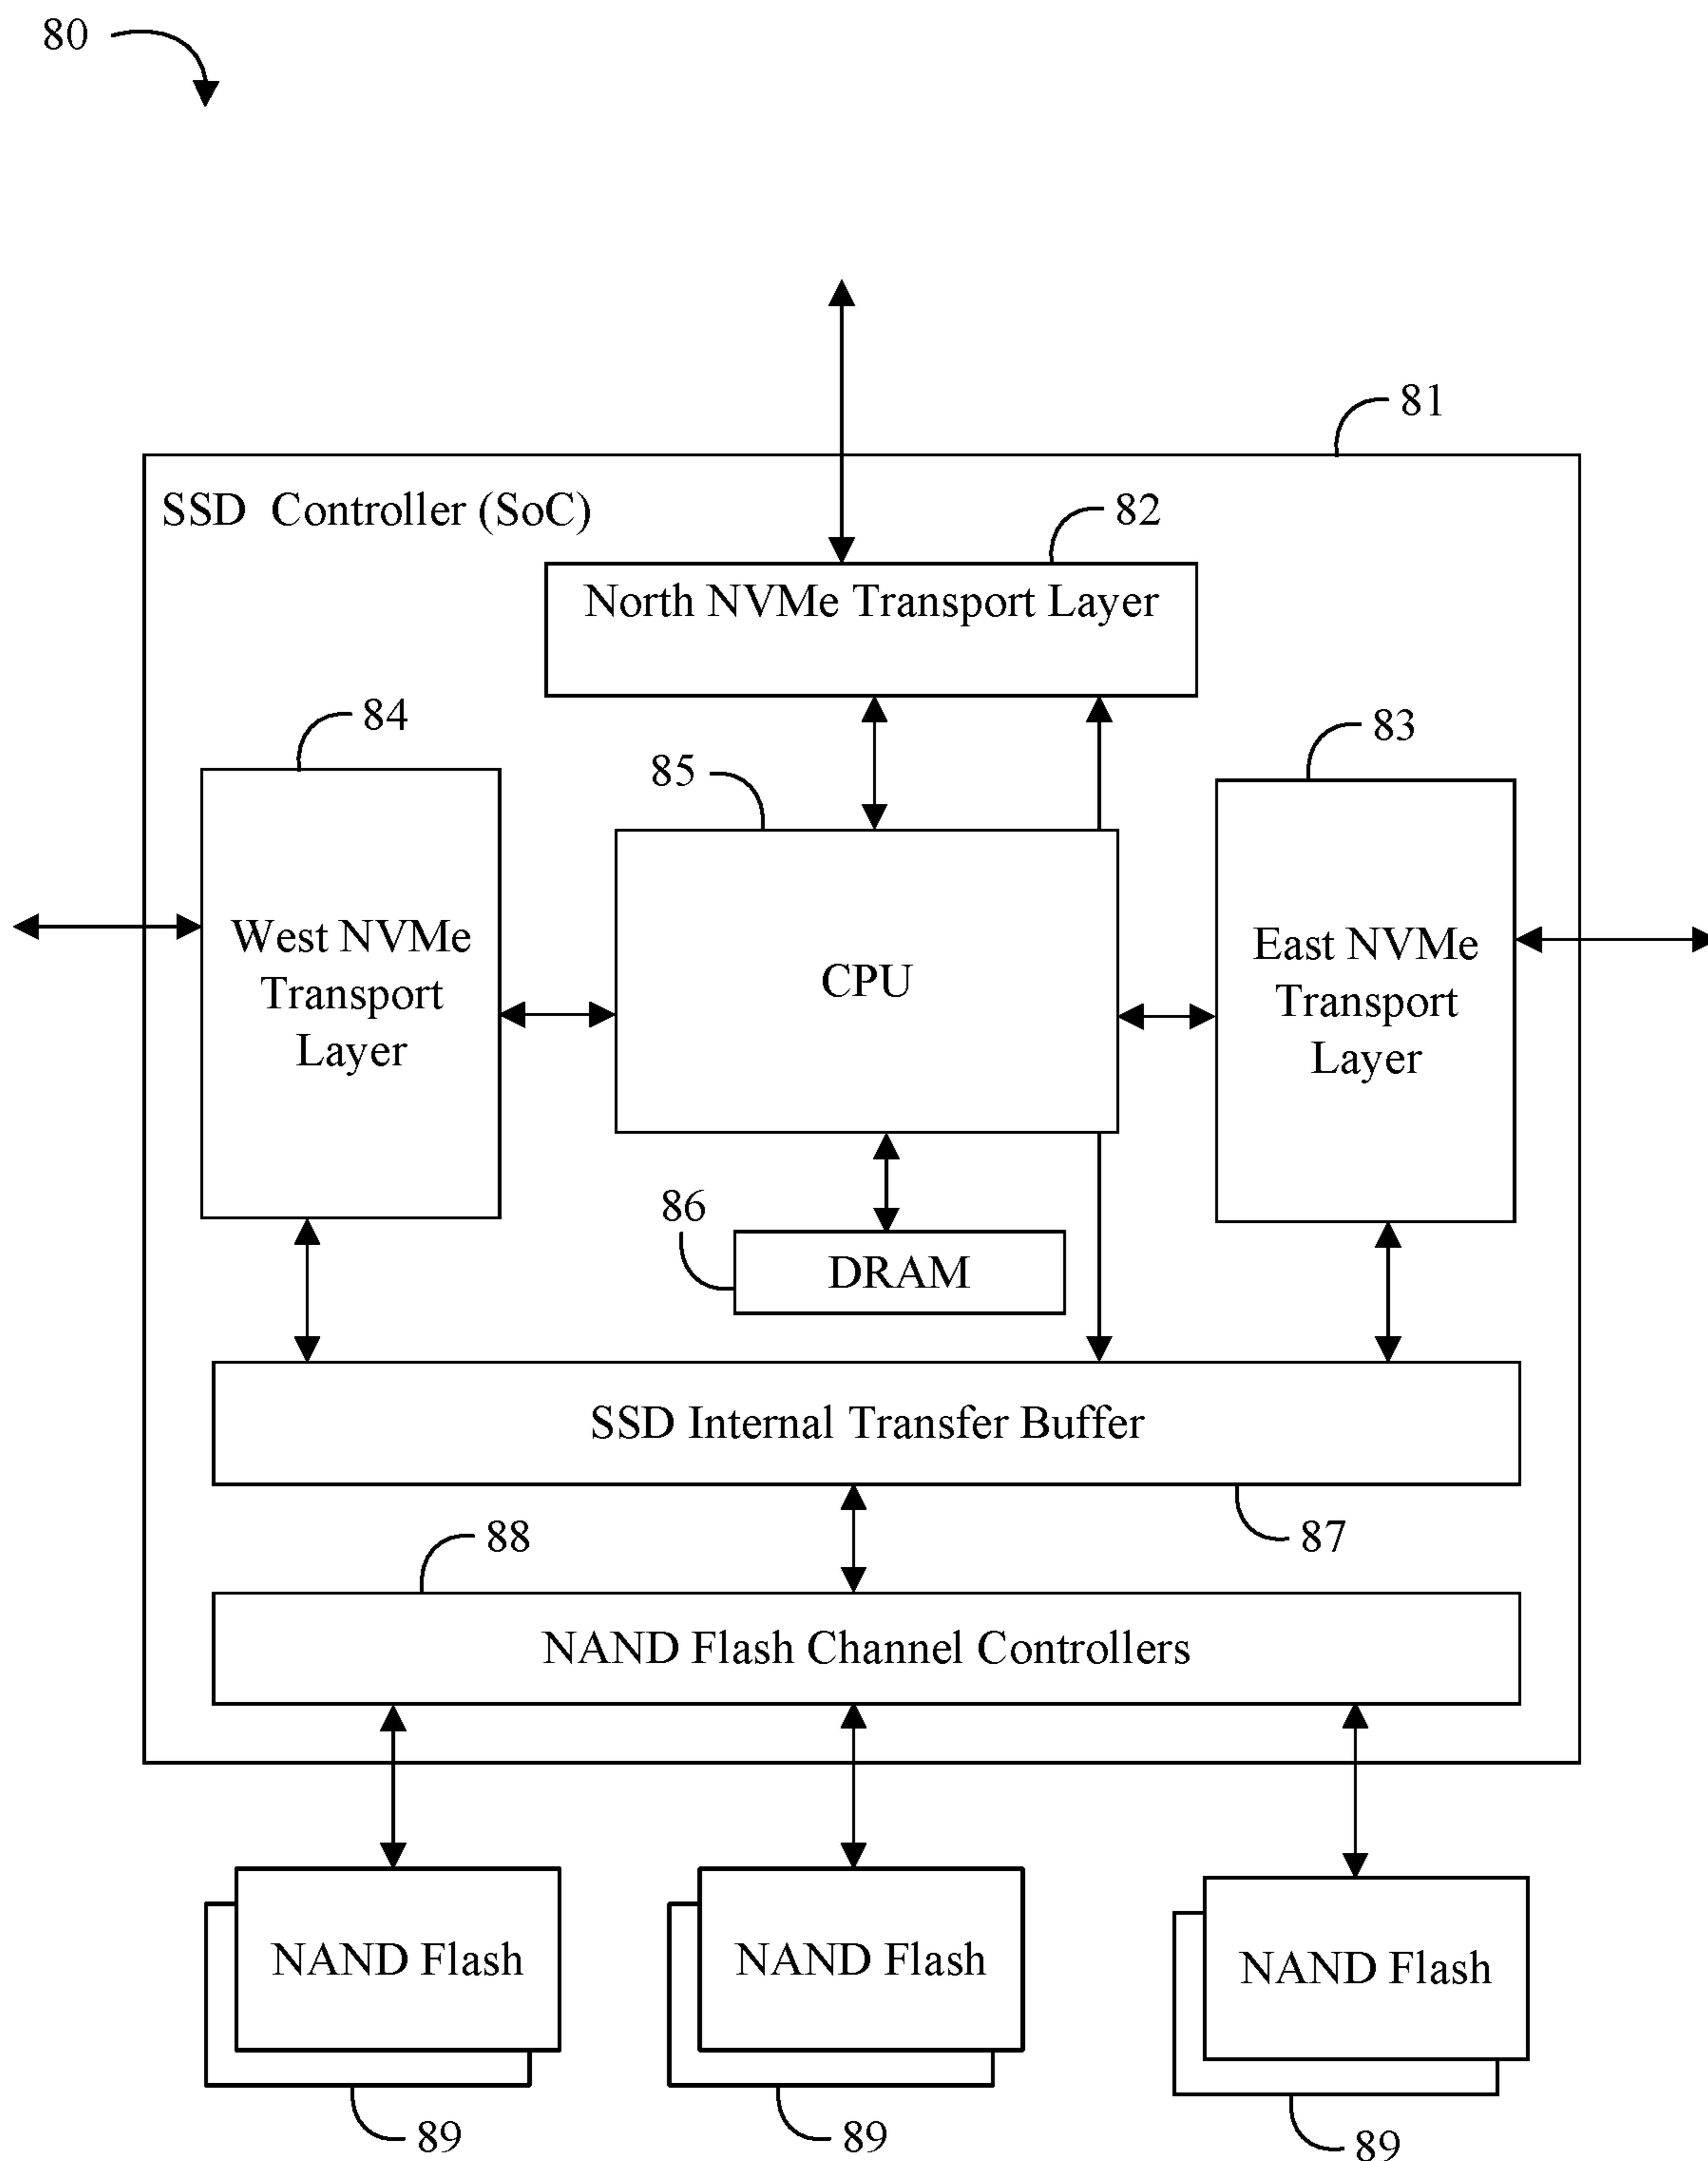 80
81
SSD Controller (SoC)
82
North NVMe Transport Layer
84
83
85
West NVMe
Transport
Layer
CPU
East NVMe
Transport
Layer
86
DRAM
SSD Internal Transfer Buffer
88
87
NAND Flash Channel Controllers
NAND Flash
NAND Flash
NAND Flash
89
89
89